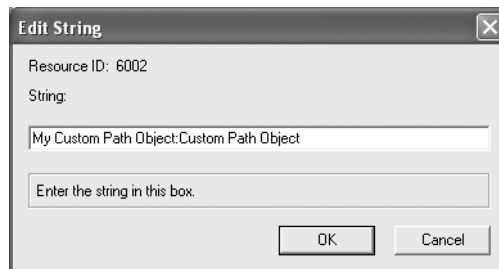 Edit String
Resource ID: 6002
String:
My Custom Path Object:Custom Path Object
Enter the string in this box.
OK Cancel